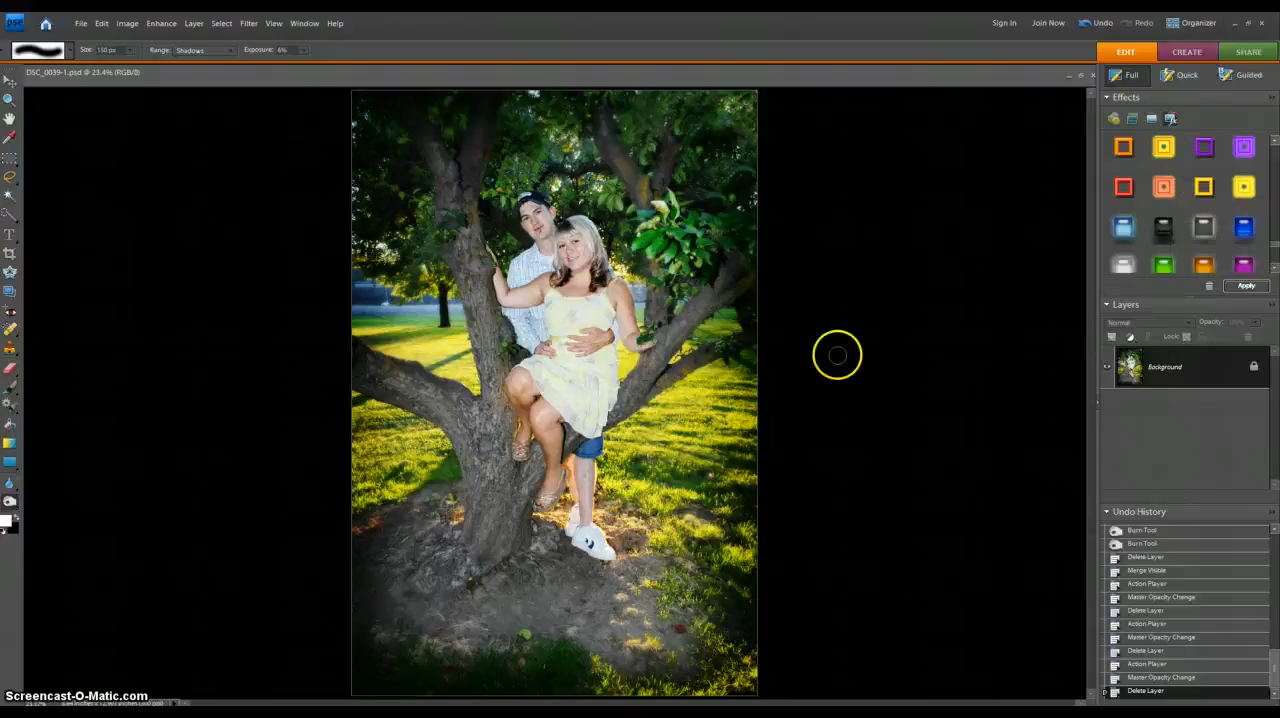 pse File Edit Image Enhance Layer Select Filter View Window Help Sign In Join Now Undo Redo Organizer
Size: 150 px Range: Shadows Exposure: 6% EDIT CREATE SHARE
DSC_0039-1.psd @ 23.4% (RGB/8)
Full Quick Guided
Effects
Apply
Layers
Normal Opacity:
Lock:
Background
Undo History
Burn Tool
Burn Tool
Delete Layer
Merge Visible
Action Player
Master Opacity Change
Delete Layer
Action Player
Master Opacity Change
Delete Layer
Action Player
Master Opacity Change
Delete Layer
Screencast-O-Matic.com